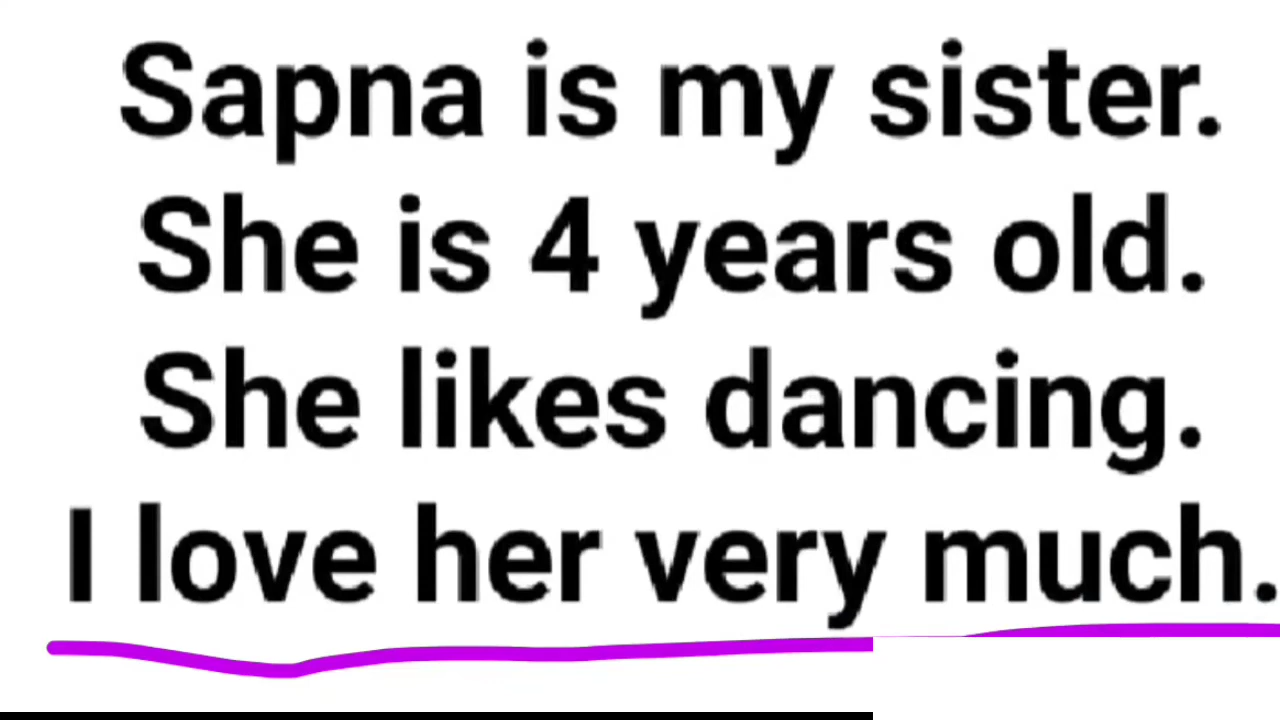 Sapna is my sister.
She is 4 years old.
She likes dancing.
I love her very much.